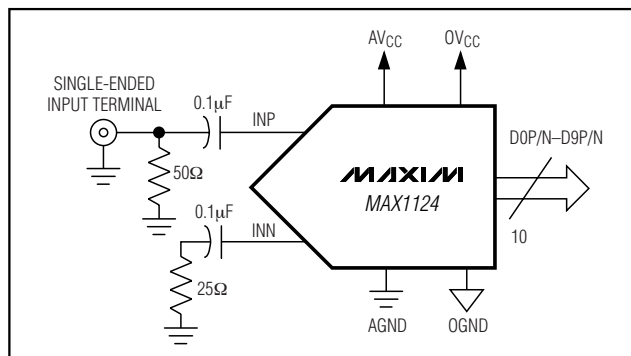 AVCC
OVCC
SINGLE-ENDED
INPUT TERMINAL
0.1μF
INP
D0P/N–D9P/N
50Ω
MAXIM
MAX1124
0.1μF
INN
10
25Ω
AGND
OGND